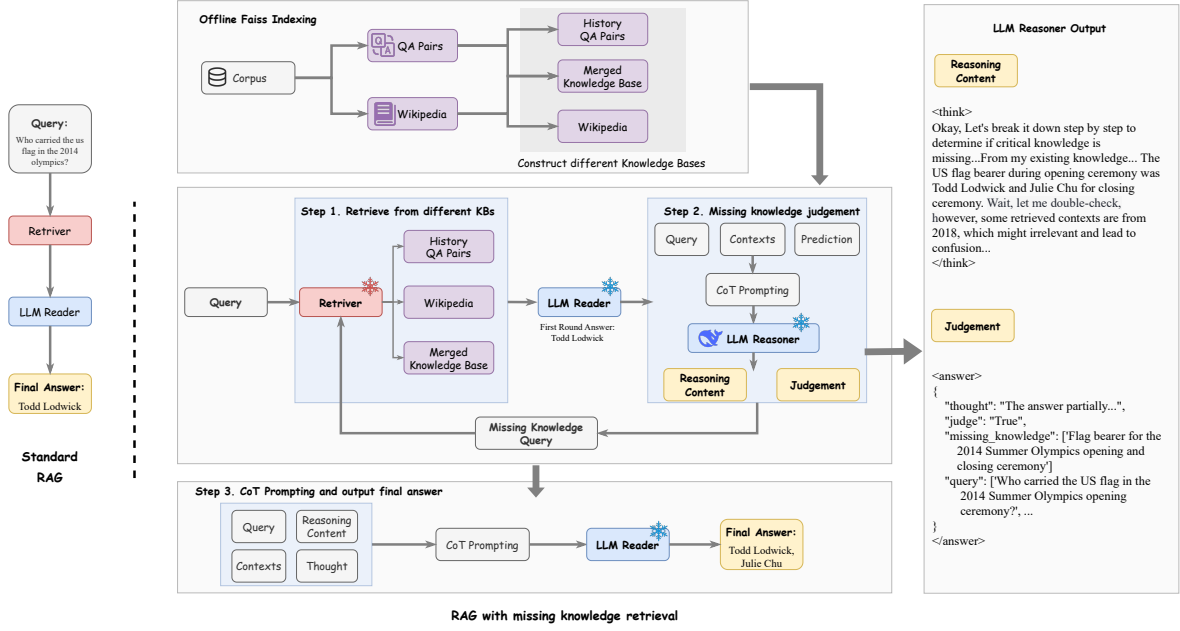 Query:
Who carried the us
flag in the 2014
olympics?
Retriver
LLM Reader
Final Answer:
Todd Lodwick
Standard
RAG
Offline Faiss Indexing
Corpus
Q
A
QA Pairs
Wikipedia
History
QA Pairs
Merged
Knowledge Base
Wikipedia
Construct different Knowledge Bases
Step 1. Retrieve from different KBs
Query
Retriver
History
QA Pairs
Wikipedia
Merged
Knowledge Base
LLM Reader
First Round Answer:
Todd Lodwick
Step 2. Missing knowledge judgement
Query
Contexts
Prediction
CoT Prompting
LLM Reasoner
Reasoning
Content
Judgement
Missing Knowledge
Query
Step 3. CoT Prompting and output final answer
Query
Reasoning
Content
Contexts
Thought
CoT Prompting
LLM Reader
Final Answer:
Todd Lodwick,
Julie Chu
RAG with missing knowledge retrieval
LLM Reasoner Output
Reasoning
Content
<think>
Okay, Let's break it down step by step to
determine if critical knowledge is
missing...From my existing knowledge... The
US flag bearer during opening ceremony was
Todd Lodwick and Julie Chu for closing
ceremony. Wait, let me double-check,
however, some retrieved contexts are from
2018, which might irrelevant and lead to
confusion...
</think>
Judgement
<answer>
{
"thought": "The answer partially...",
"judge": "True",
"missing_knowledge": ['Flag bearer for the
2014 Summer Olympics opening and
closing ceremony']
"query": ['Who carried the US flag in the
2014 Summer Olympics opening
ceremony?', ...
}
</answer>